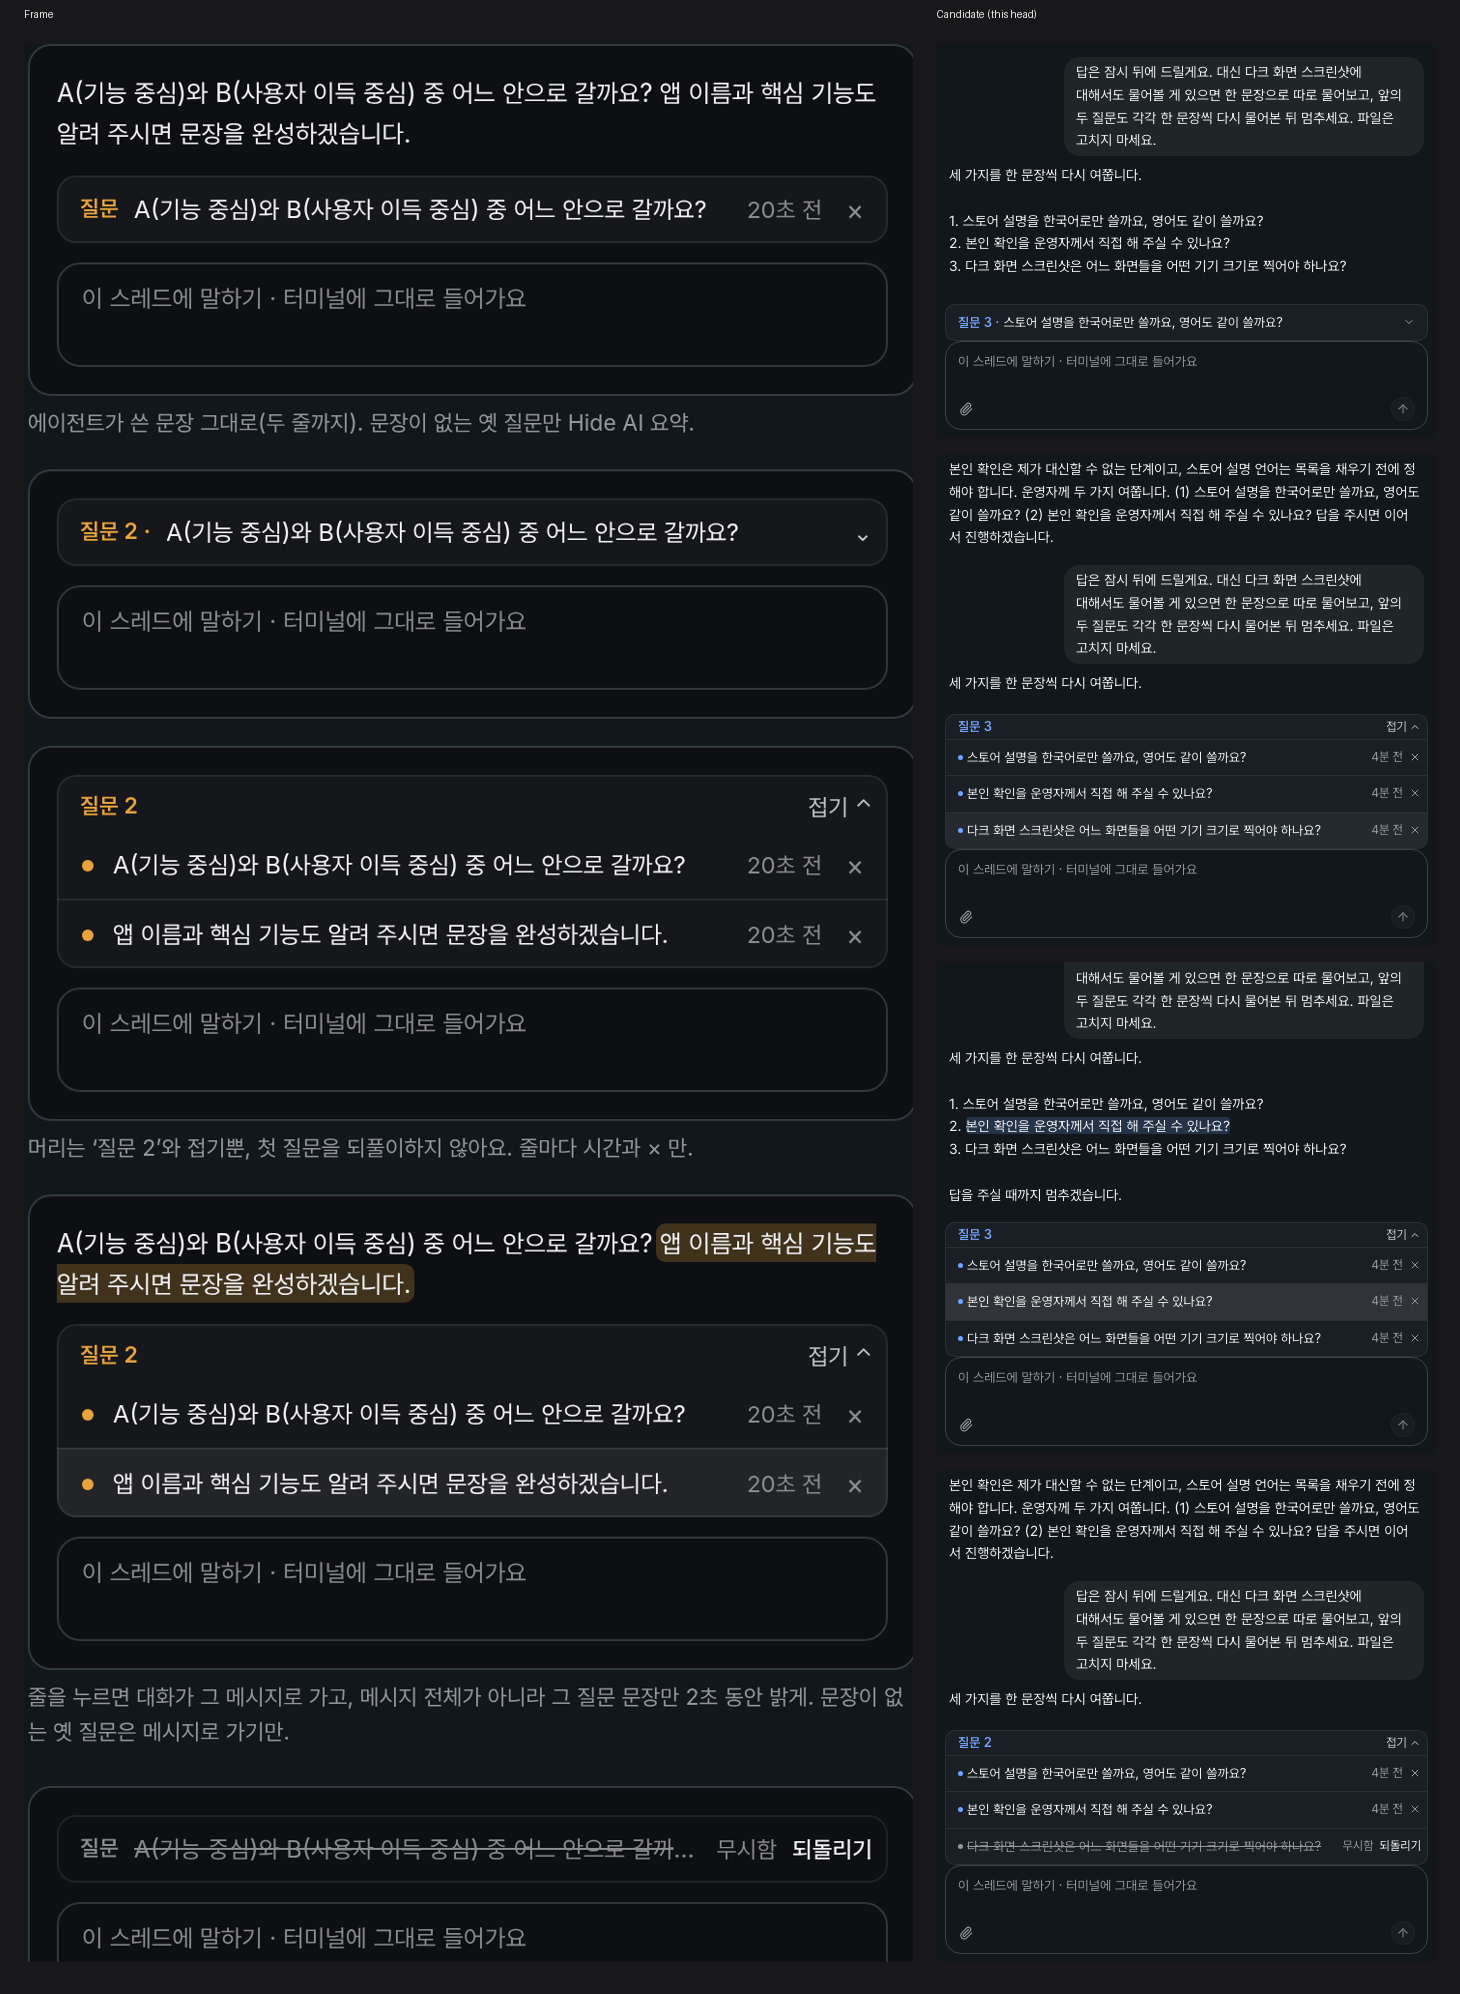 Frame
A(기능 중심)와 B(사용자 이득 중심) 중 어느 안으로 갈까요? 앱 이름과 핵심 기능도
알려 주시면 문장을 완성하겠습니다.
질문 A(기능 중심)와 B(사용자 이득 중심) 중 어느 안으로 갈까요? 20초 전 ×
이 스레드에 말하기 · 터미널에 그대로 들어가요
에이전트가 쓴 문장 그대로(두 줄까지). 문장이 없는 옛 질문만 Hide AI 요약.
질문 2 · A(기능 중심)와 B(사용자 이득 중심) 중 어느 안으로 갈까요?
이 스레드에 말하기 · 터미널에 그대로 들어가요
질문 2 접기
A(기능 중심)와 B(사용자 이득 중심) 중 어느 안으로 갈까요? 20초 전 ×
앱 이름과 핵심 기능도 알려 주시면 문장을 완성하겠습니다. 20초 전 ×
이 스레드에 말하기 · 터미널에 그대로 들어가요
머리는 ‘질문 2’와 접기뿐, 첫 질문을 되풀이하지 않아요. 줄마다 시간과 × 만.
A(기능 중심)와 B(사용자 이득 중심) 중 어느 안으로 갈까요? 앱 이름과 핵심 기능도
알려 주시면 문장을 완성하겠습니다.
질문 2 접기
A(기능 중심)와 B(사용자 이득 중심) 중 어느 안으로 갈까요? 20초 전 ×
앱 이름과 핵심 기능도 알려 주시면 문장을 완성하겠습니다. 20초 전 ×
이 스레드에 말하기 · 터미널에 그대로 들어가요
줄을 누르면 대화가 그 메시지로 가고, 메시지 전체가 아니라 그 질문 문장만 2초 동안 밝게. 문장이 없
는 옛 질문은 메시지로 가기만.
질문 A(기능 중심)와 B(사용자 이득 중심) 중 어느 안으로 갈까... 무시함 되돌리기
이 스레드에 말하기 · 터미널에 그대로 들어가요
Candidate (this head)
답은 잠시 뒤에 드릴게요. 대신 다크 화면 스크린샷에
대해서도 물어볼 게 있으면 한 문장으로 따로 물어보고, 앞의
두 질문도 각각 한 문장씩 다시 물어본 뒤 멈추세요. 파일은
고치지 마세요.
세 가지를 한 문장씩 다시 여쭙니다.
1. 스토어 설명을 한국어로만 쓸까요, 영어도 같이 쓸까요?
2. 본인 확인을 운영자께서 직접 해 주실 수 있나요?
3. 다크 화면 스크린샷은 어느 화면들을 어떤 기기 크기로 찍어야 하나요?
질문 3 · 스토어 설명을 한국어로만 쓸까요, 영어도 같이 쓸까요?
이 스레드에 말하기 · 터미널에 그대로 들어가요
본인 확인은 제가 대신할 수 없는 단계이고, 스토어 설명 언어는 목록을 채우기 전에 정
해야 합니다. 운영자께 두 가지 여쭙니다. (1) 스토어 설명을 한국어로만 쓸까요, 영어도
같이 쓸까요? (2) 본인 확인을 운영자께서 직접 해 주실 수 있나요? 답을 주시면 이어
서 진행하겠습니다.
답은 잠시 뒤에 드릴게요. 대신 다크 화면 스크린샷에
대해서도 물어볼 게 있으면 한 문장으로 따로 물어보고, 앞의
두 질문도 각각 한 문장씩 다시 물어본 뒤 멈추세요. 파일은
고치지 마세요.
세 가지를 한 문장씩 다시 여쭙니다.
질문 3 접기
스토어 설명을 한국어로만 쓸까요, 영어도 같이 쓸까요? 4분 전 ×
본인 확인을 운영자께서 직접 해 주실 수 있나요? 4분 전 ×
다크 화면 스크린샷은 어느 화면들을 어떤 기기 크기로 찍어야 하나요? 4분 전 ×
이 스레드에 말하기 · 터미널에 그대로 들어가요
대해서도 물어볼 게 있으면 한 문장으로 따로 물어보고, 앞의
두 질문도 각각 한 문장씩 다시 물어본 뒤 멈추세요. 파일은
고치지 마세요.
세 가지를 한 문장씩 다시 여쭙니다.
1. 스토어 설명을 한국어로만 쓸까요, 영어도 같이 쓸까요?
2. 본인 확인을 운영자께서 직접 해 주실 수 있나요?
3. 다크 화면 스크린샷은 어느 화면들을 어떤 기기 크기로 찍어야 하나요?
답을 주실 때까지 멈추겠습니다.
질문 3 접기
스토어 설명을 한국어로만 쓸까요, 영어도 같이 쓸까요? 4분 전 ×
본인 확인을 운영자께서 직접 해 주실 수 있나요? 4분 전 ×
다크 화면 스크린샷은 어느 화면들을 어떤 기기 크기로 찍어야 하나요? 4분 전 ×
이 스레드에 말하기 · 터미널에 그대로 들어가요
본인 확인은 제가 대신할 수 없는 단계이고, 스토어 설명 언어는 목록을 채우기 전에 정
해야 합니다. 운영자께 두 가지 여쭙니다. (1) 스토어 설명을 한국어로만 쓸까요, 영어도
같이 쓸까요? (2) 본인 확인을 운영자께서 직접 해 주실 수 있나요? 답을 주시면 이어
서 진행하겠습니다.
답은 잠시 뒤에 드릴게요. 대신 다크 화면 스크린샷에
대해서도 물어볼 게 있으면 한 문장으로 따로 물어보고, 앞의
두 질문도 각각 한 문장씩 다시 물어본 뒤 멈추세요. 파일은
고치지 마세요.
세 가지를 한 문장씩 다시 여쭙니다.
질문 2 접기
스토어 설명을 한국어로만 쓸까요, 영어도 같이 쓸까요? 4분 전 ×
본인 확인을 운영자께서 직접 해 주실 수 있나요? 4분 전 ×
다크 화면 스크린샷은 어느 화면들을 어떤 기기 크기로 찍어야 하나요? 무시함 되돌리기
이 스레드에 말하기 · 터미널에 그대로 들어가요